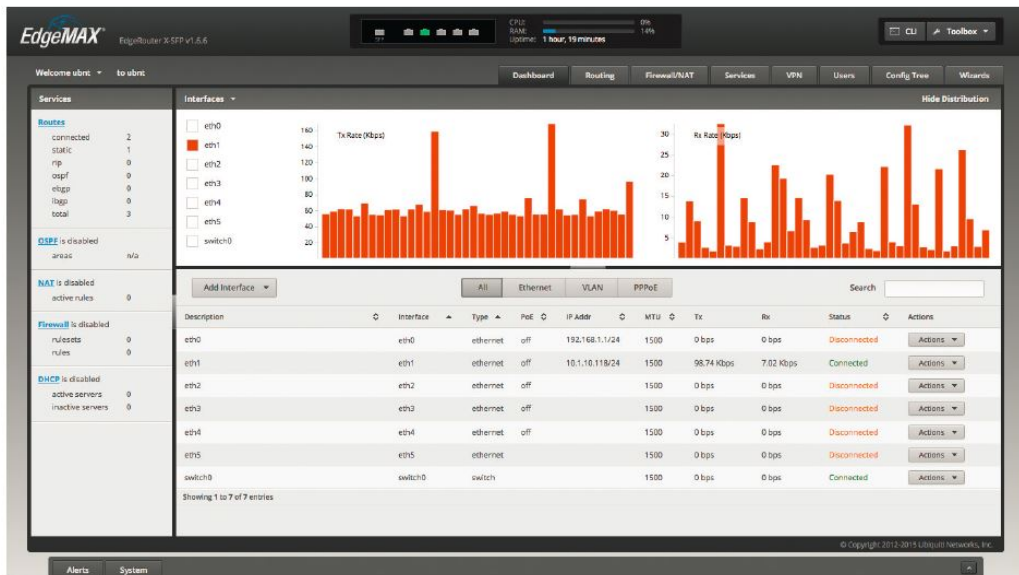 EdgeMAX EdgeRouter X-SFP v1.6.6
SFP
CPU: 0%
RAM: 14%
Uptime: 1 hour, 19 minutes
CLI Toolbox
Welcome ubnt to ubnt
Dashboard Routing Firewall/NAT Services VPN Users Config Tree Wizards
Services
Routes
connected 2
static 1
rip 0
ospf 0
ebgp 0
ibgp 0
total 3
OSPF is disabled
areas n/a
NAT is disabled
active rules 0
Firewall is disabled
rulesets 0
rules 0
DHCP is disabled
active servers 0
inactive servers 0
Interfaces
Hide Distribution
eth0
eth1
eth2
eth3
eth4
eth5
switch0
Tx Rate (Kbps)
160
140
120
100
80
60
40
20
Rx Rate (Kbps)
30
25
20
15
10
5
Add Interface All Ethernet VLAN PPPoE Search
Description Interface Type PoE IP Addr MTU Tx Rx Status Actions
eth0 eth0 ethernet off 192.168.1.1/24 1500 0 bps 0 bps Disconnected Actions
eth1 eth1 ethernet off 10.1.10.118/24 1500 98.74 Kbps 7.02 Kbps Connected Actions
eth2 eth2 ethernet off 1500 0 bps 0 bps Disconnected Actions
eth3 eth3 ethernet off 1500 0 bps 0 bps Disconnected Actions
eth4 eth4 ethernet off 1500 0 bps 0 bps Disconnected Actions
eth5 eth5 ethernet 1500 0 bps 0 bps Disconnected Actions
switch0 switch0 switch 1500 0 bps 0 bps Connected Actions
Showing 1 to 7 of 7 entries
© Copyright 2012-2015 Ubiquiti Networks, Inc.
Alerts System